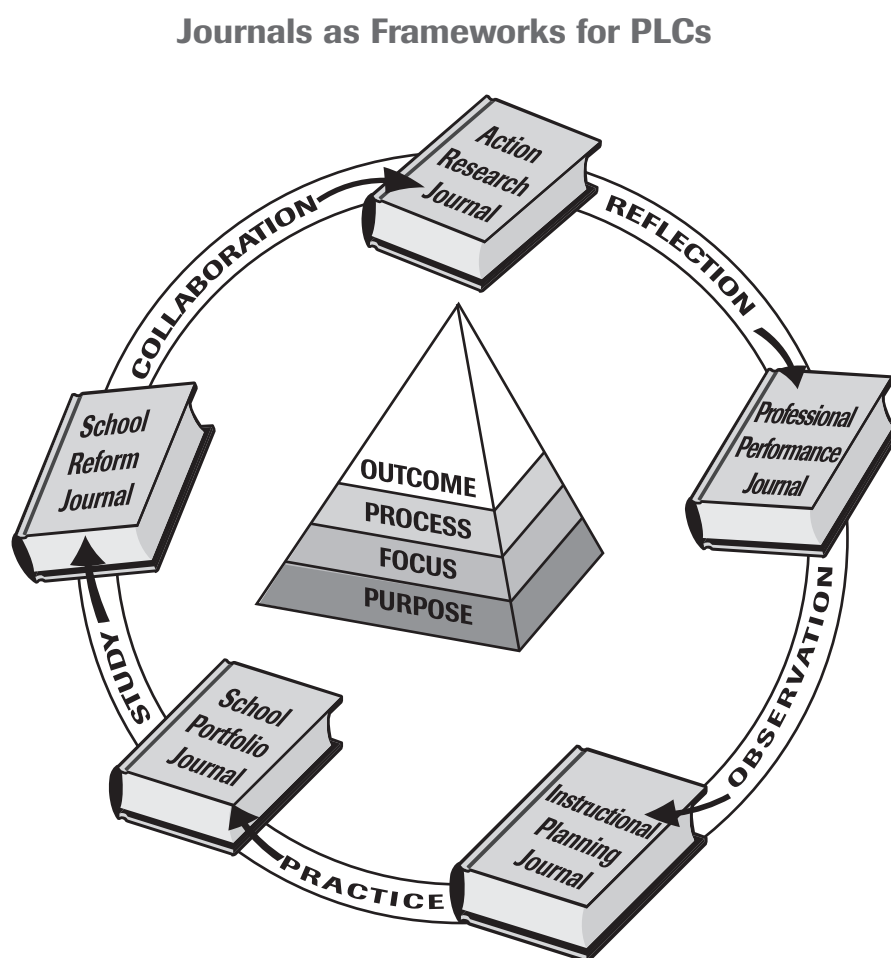 Journals as Frameworks for PLCs
Action
Research
Journal
REFLECTION
Professional
Performance
Journal
OBSERVATION
Instructional
Planning
Journal
PRACTICE
School
Portfolio
Journal
STUDY
School
Reform
Journal
COLLABORATION
OUTCOME
PROCESS
FOCUS
PURPOSE